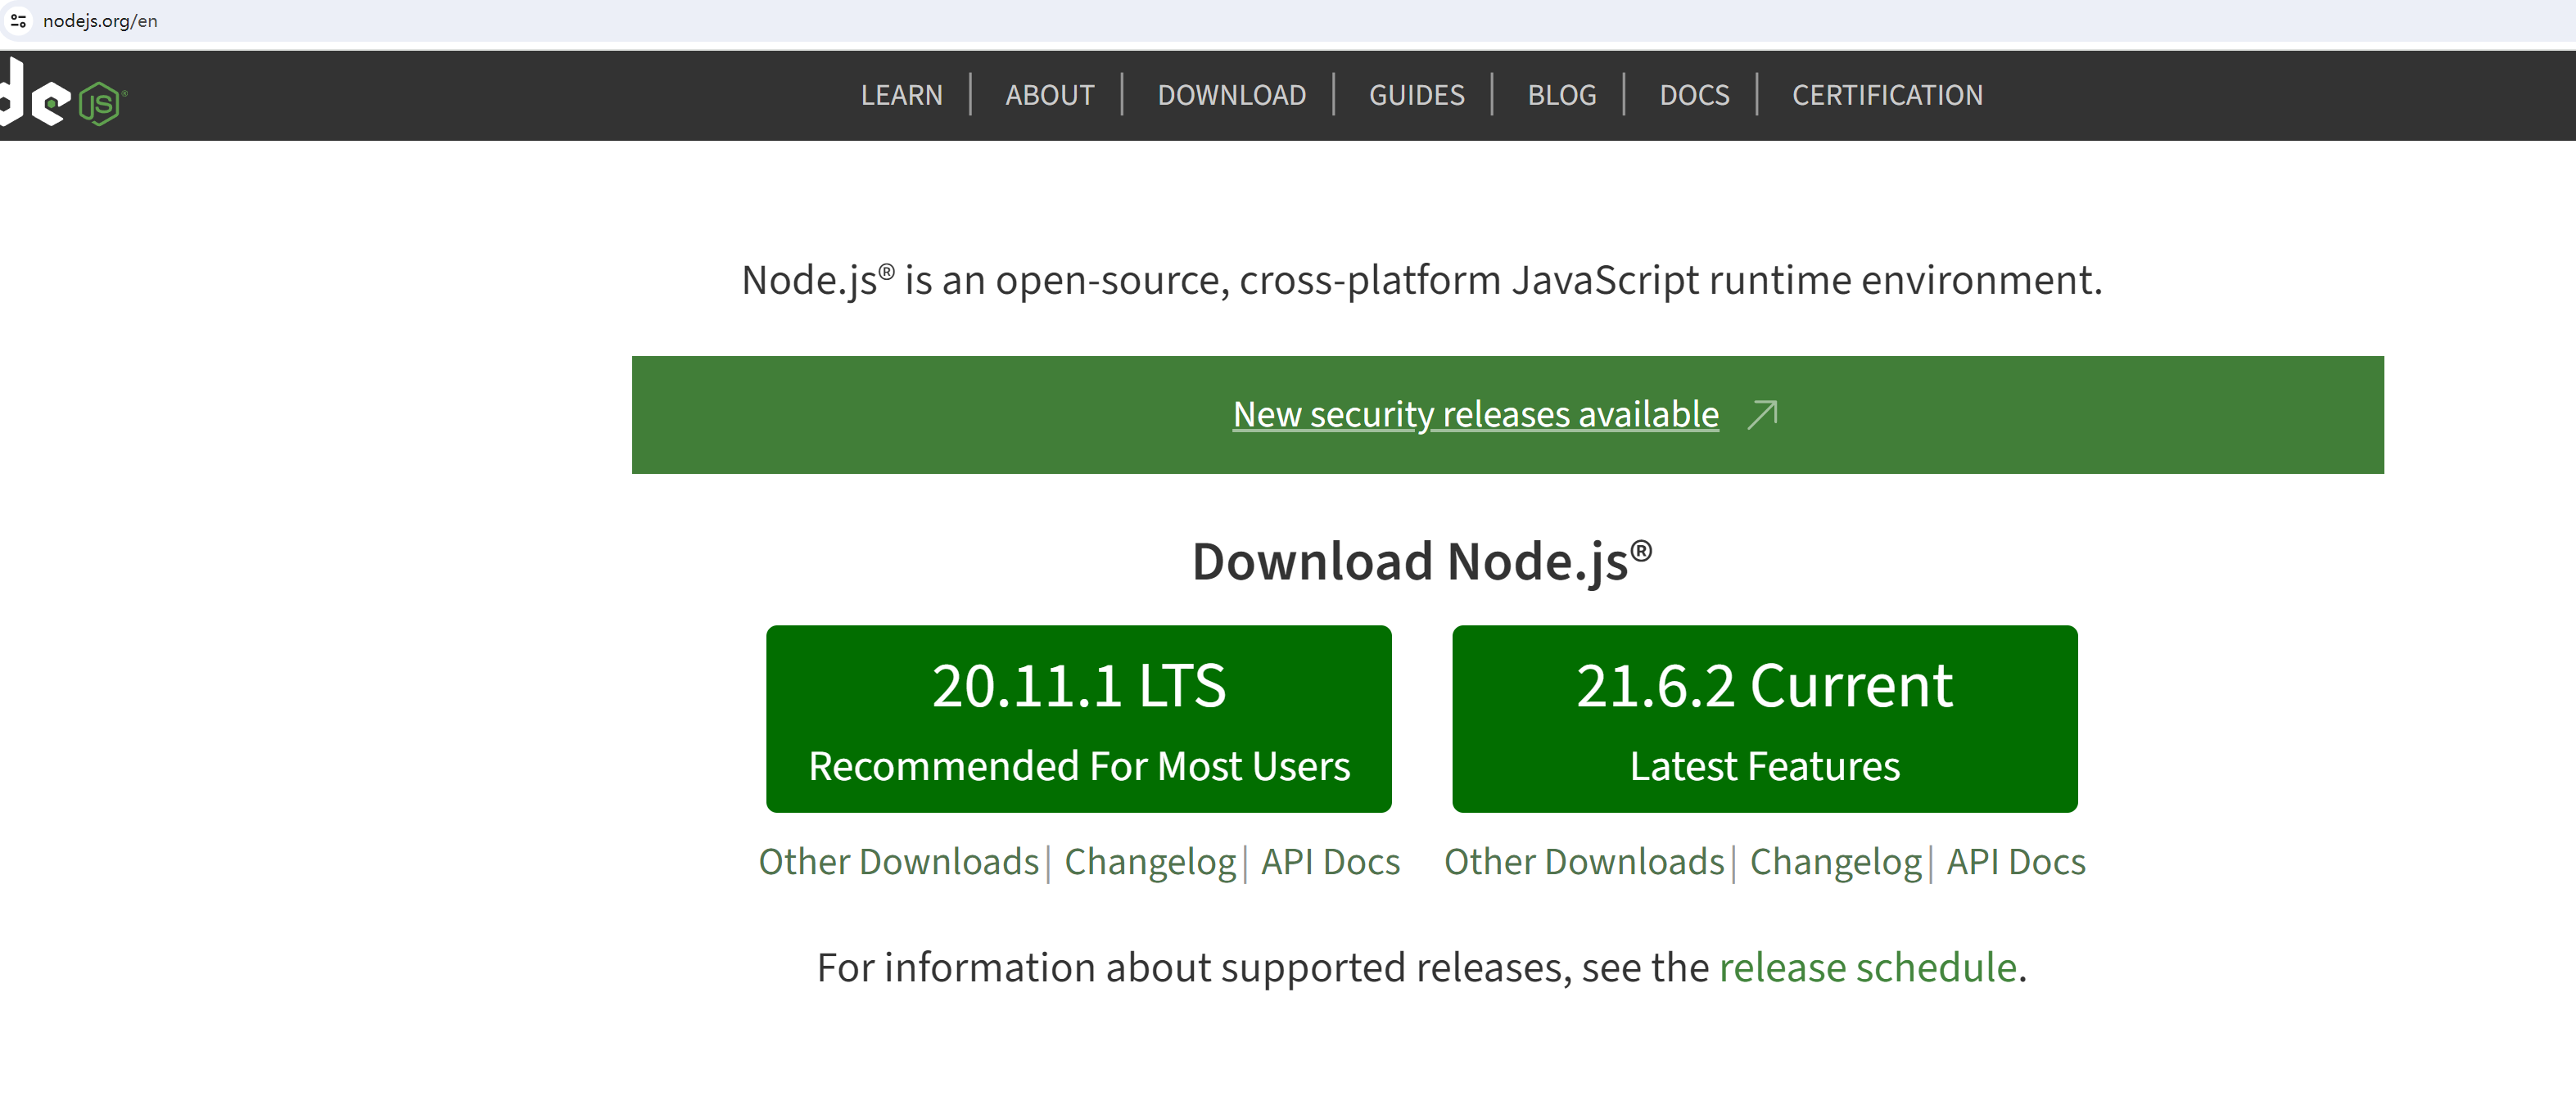 nodejs.org/en
de JS®
LEARN | ABOUT | DOWNLOAD | GUIDES | BLOG | DOCS | CERTIFICATION
Node.js® is an open-source, cross-platform JavaScript runtime environment.
New security releases available
Download Node.js®
20.11.1 LTS
Recommended For Most Users
Other Downloads | Changelog | API Docs
21.6.2 Current
Latest Features
Other Downloads | Changelog | API Docs
For information about supported releases, see the release schedule.